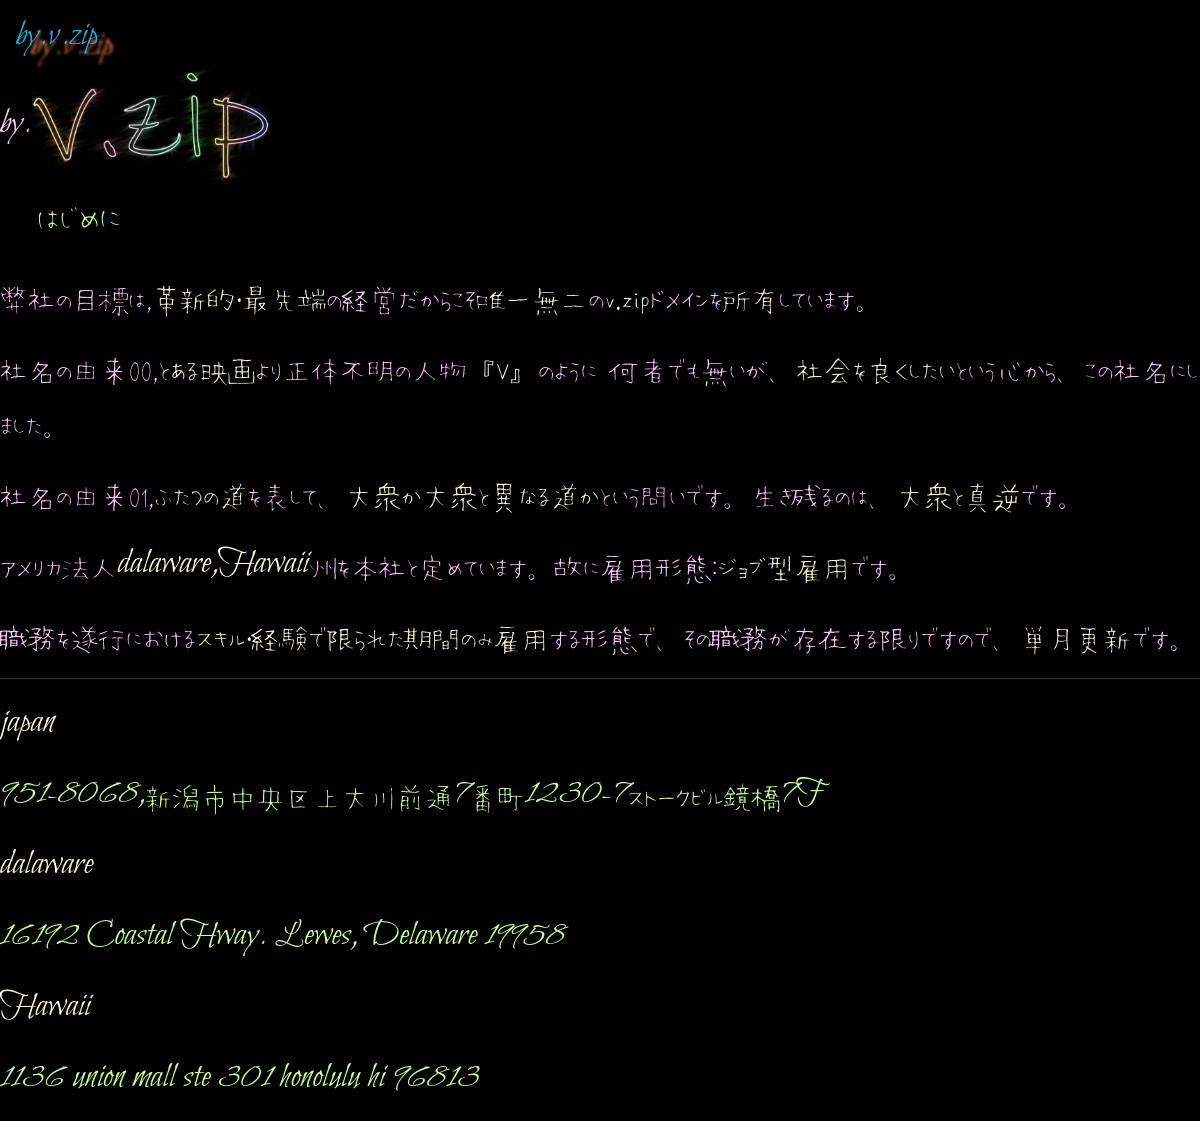 by.v.zip
by.v.zip
はじめに
弊社の目標は,革新的・最先端の経営だからこそ唯一無二のv.zipドメインを所有しています。
社名の由来00,とある映画より正体不明の人物『V』のように何者でも無いが、社会を良くしたいという心から、この社名にし
ました。
社名の由来01,ふたつの道を表して、大衆か大衆と異なる道かという問いです。生き残るのは、大衆と真逆です。
アメリカ法人dalaware,Hawaii州を本社と定めています。故に雇用形態:ジョブ型雇用です。
職務を遂行におけるスキル・経験で限られた其期間のみ雇用する形態で、その職務が存在する限りですので、単月更新です。
japan
951-8068,新潟市中央区上大川前通7番町1230-7ストークビル鏡橋7F
dalaware
16192 Coastal Hway. Lewes, Delaware 19958
Hawaii
1136 union mall ste 301 honolulu hi 96813